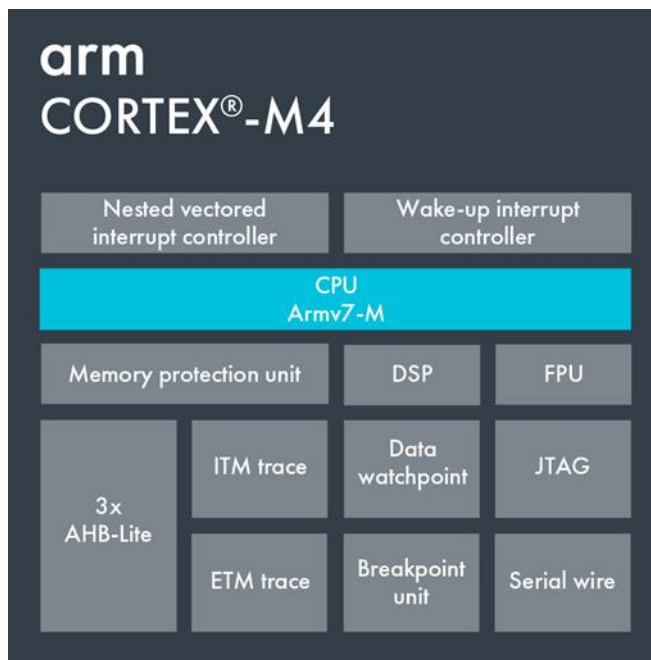 arm
CORTEX®-M4
Nested vectored
interrupt controller
Wake-up interrupt
controller
CPU
Armv7-M
Memory protection unit
DSP
FPU
3x
AHB-Lite
ITM trace
Data
watchpoint
JTAG
ETM trace
Breakpoint
unit
Serial wire